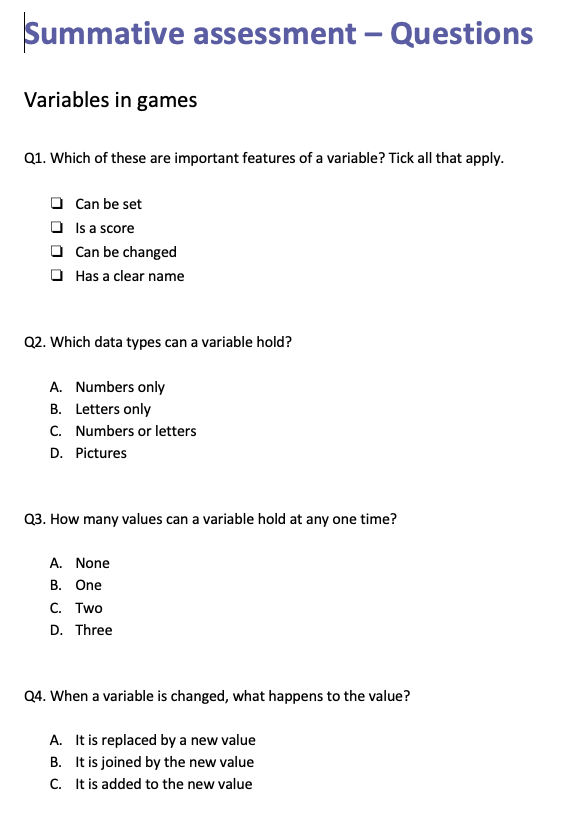 Summative assessment – Questions
Variables in games
Q1. Which of these are important features of a variable? Tick all that apply.
❏ Can be set
❏ Is a score
❏ Can be changed
❏ Has a clear name
Q2. Which data types can a variable hold?
A. Numbers only
B. Letters only
C. Numbers or letters
D. Pictures
Q3. How many values can a variable hold at any one time?
A. None
B. One
C. Two
D. Three
Q4. When a variable is changed, what happens to the value?
A. It is replaced by a new value
B. It is joined by the new value
C. It is added to the new value